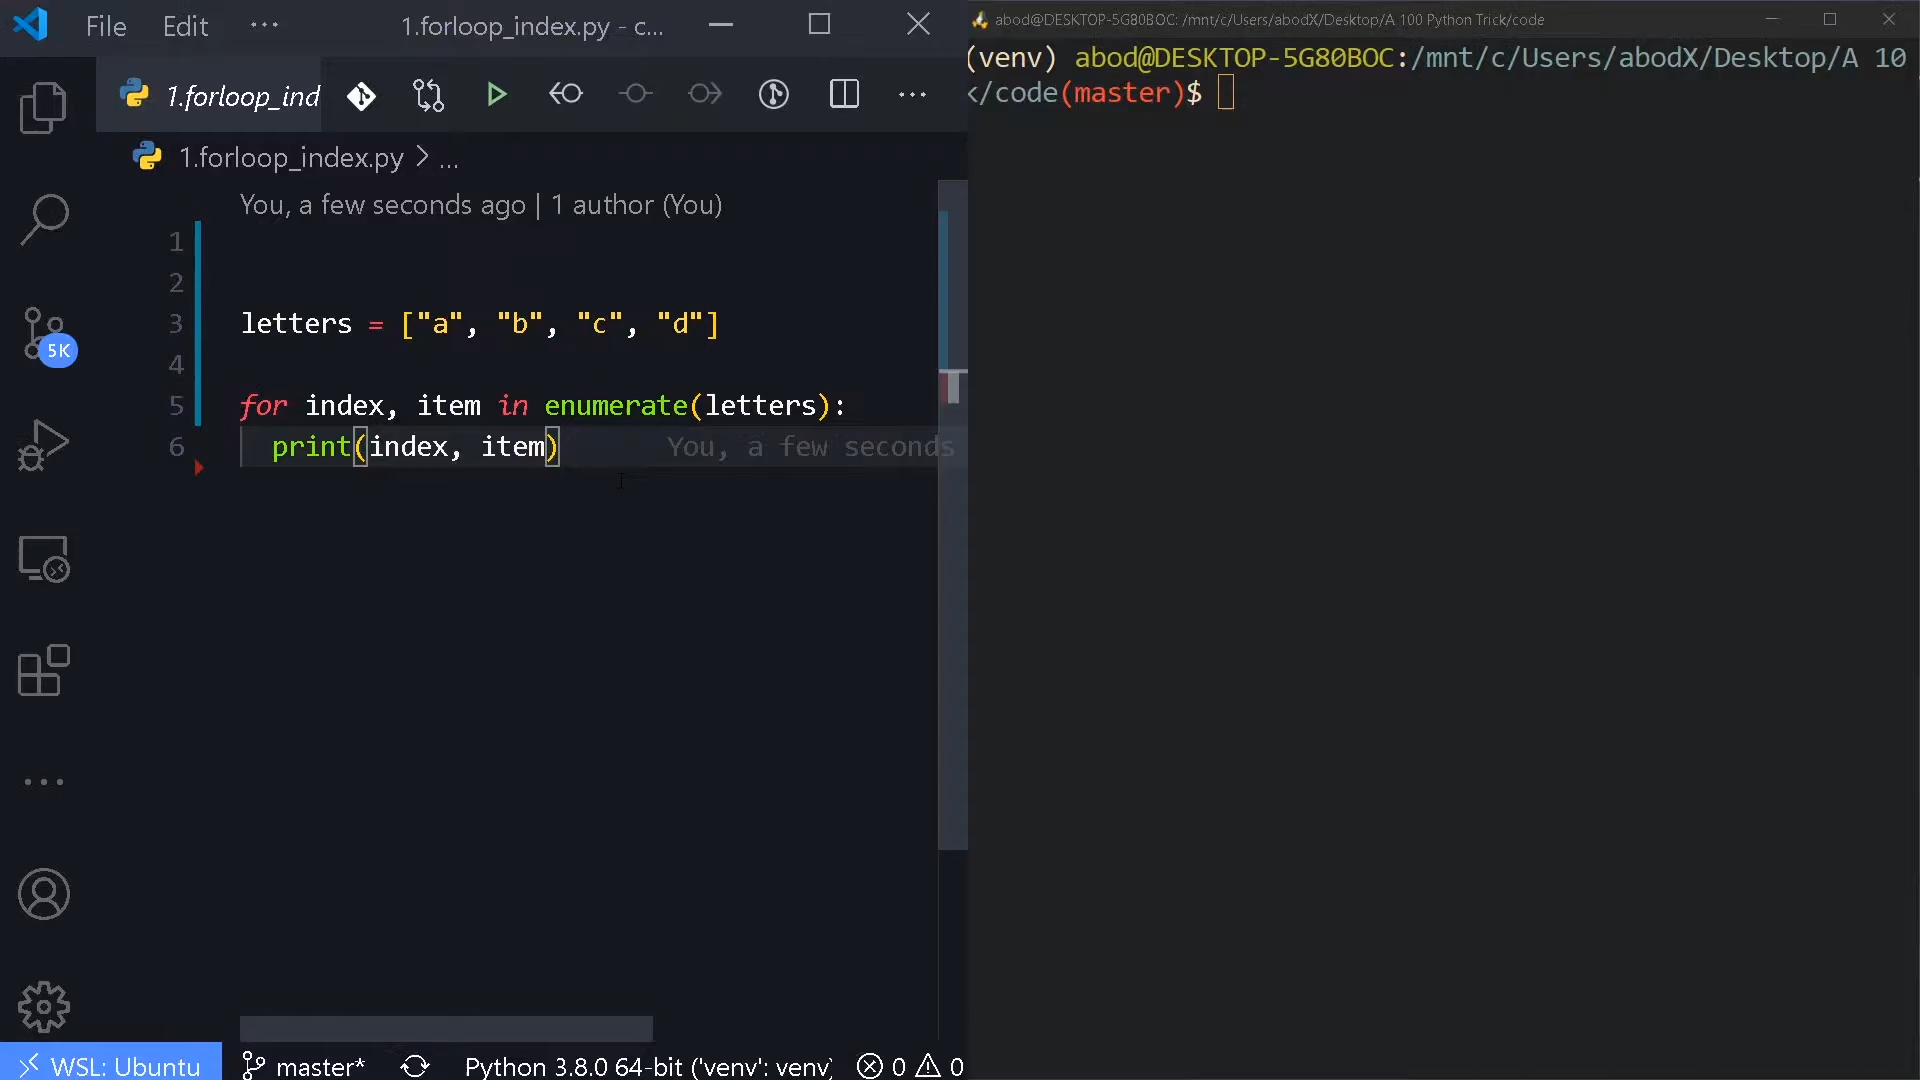 File Edit ··· 1.forloop_index.py - c...
1.forloop_ind
1.forloop_index.py > ...
You, a few seconds ago | 1 author (You)
1
2
3 letters = ["a", "b", "c", "d"]
4
5 for index, item in enumerate(letters):
6 print(index, item) You, a few seconds
5K
WSL: Ubuntu master* Python 3.8.0 64-bit ('venv': venv) 0 0
abod@DESKTOP-5G80BOC: /mnt/c/Users/abodX/Desktop/A 100 Python Trick/code
(venv) abod@DESKTOP-5G80BOC:/mnt/c/Users/abodX/Desktop/A 10
k/code(master)$